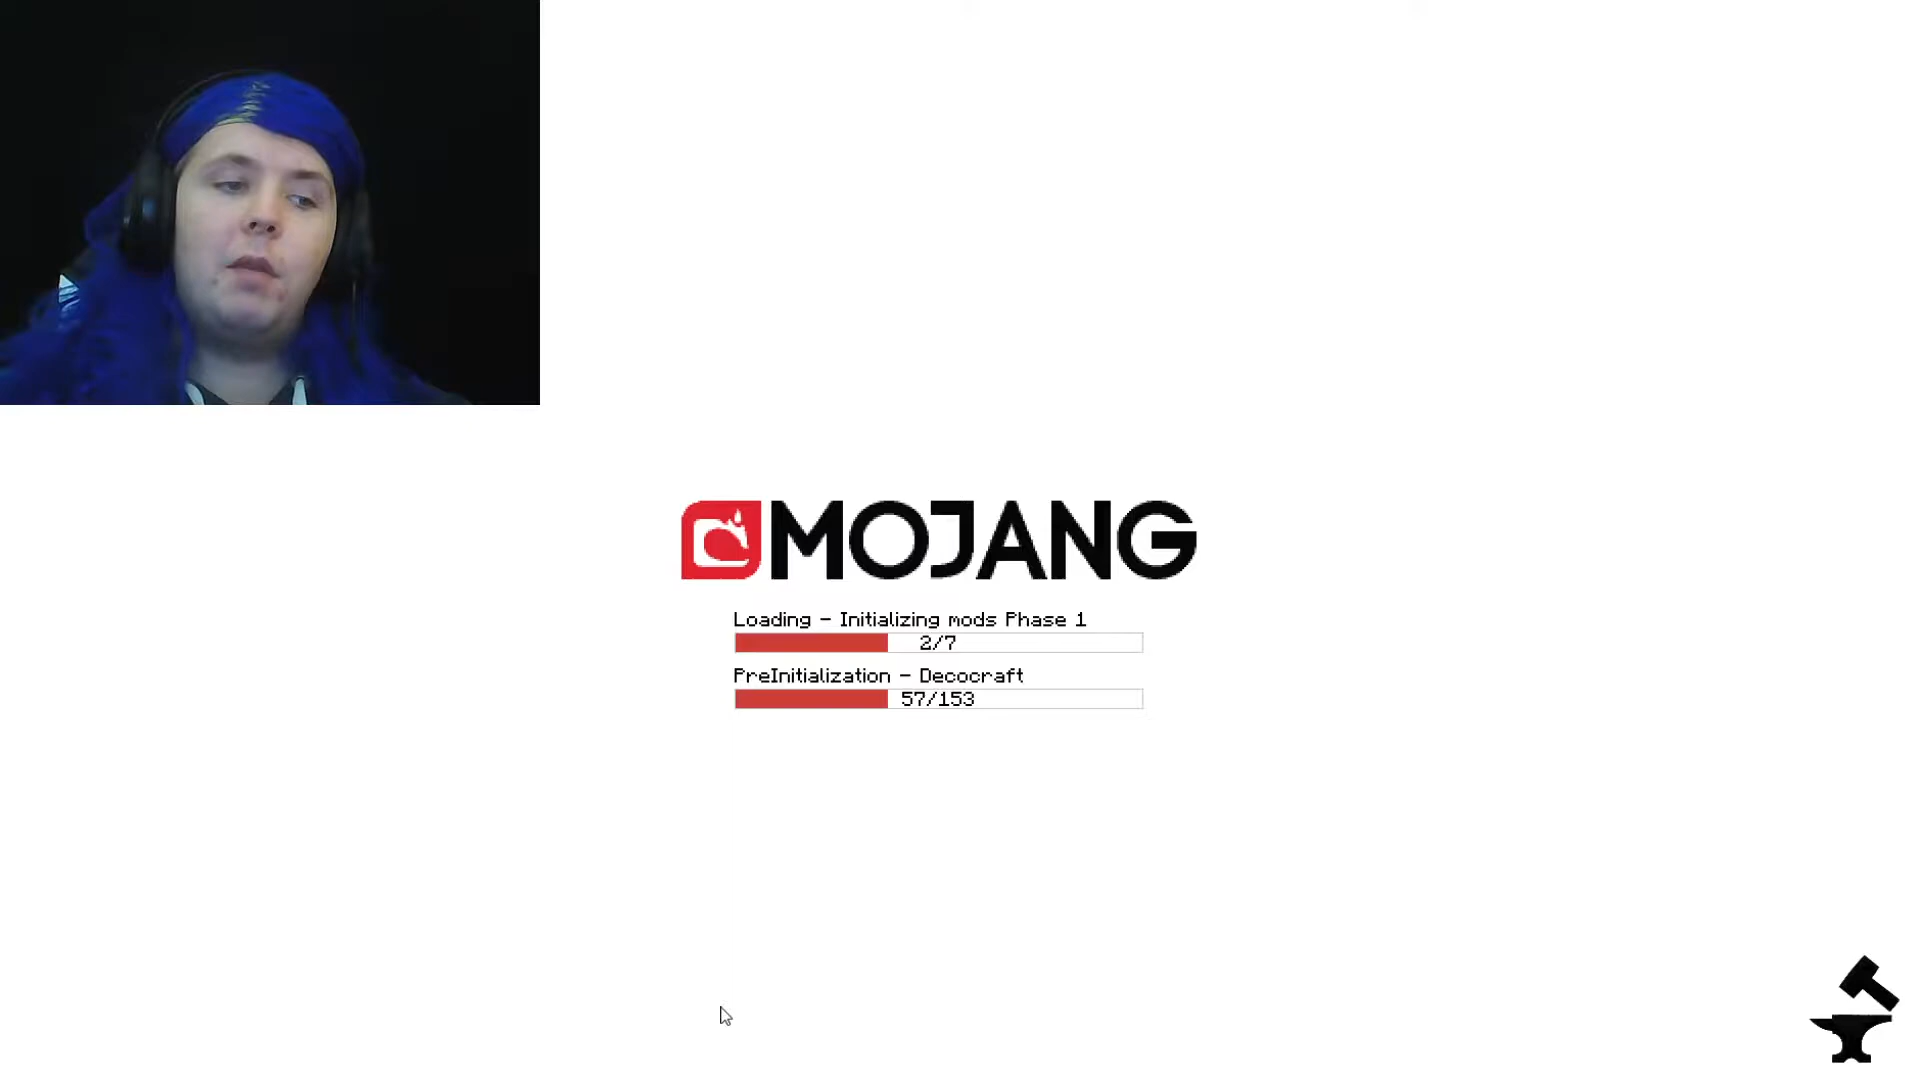 MOJANG
Loading - Initializing mods Phase 1
2/7
PreInitialization - Decocraft
57/153